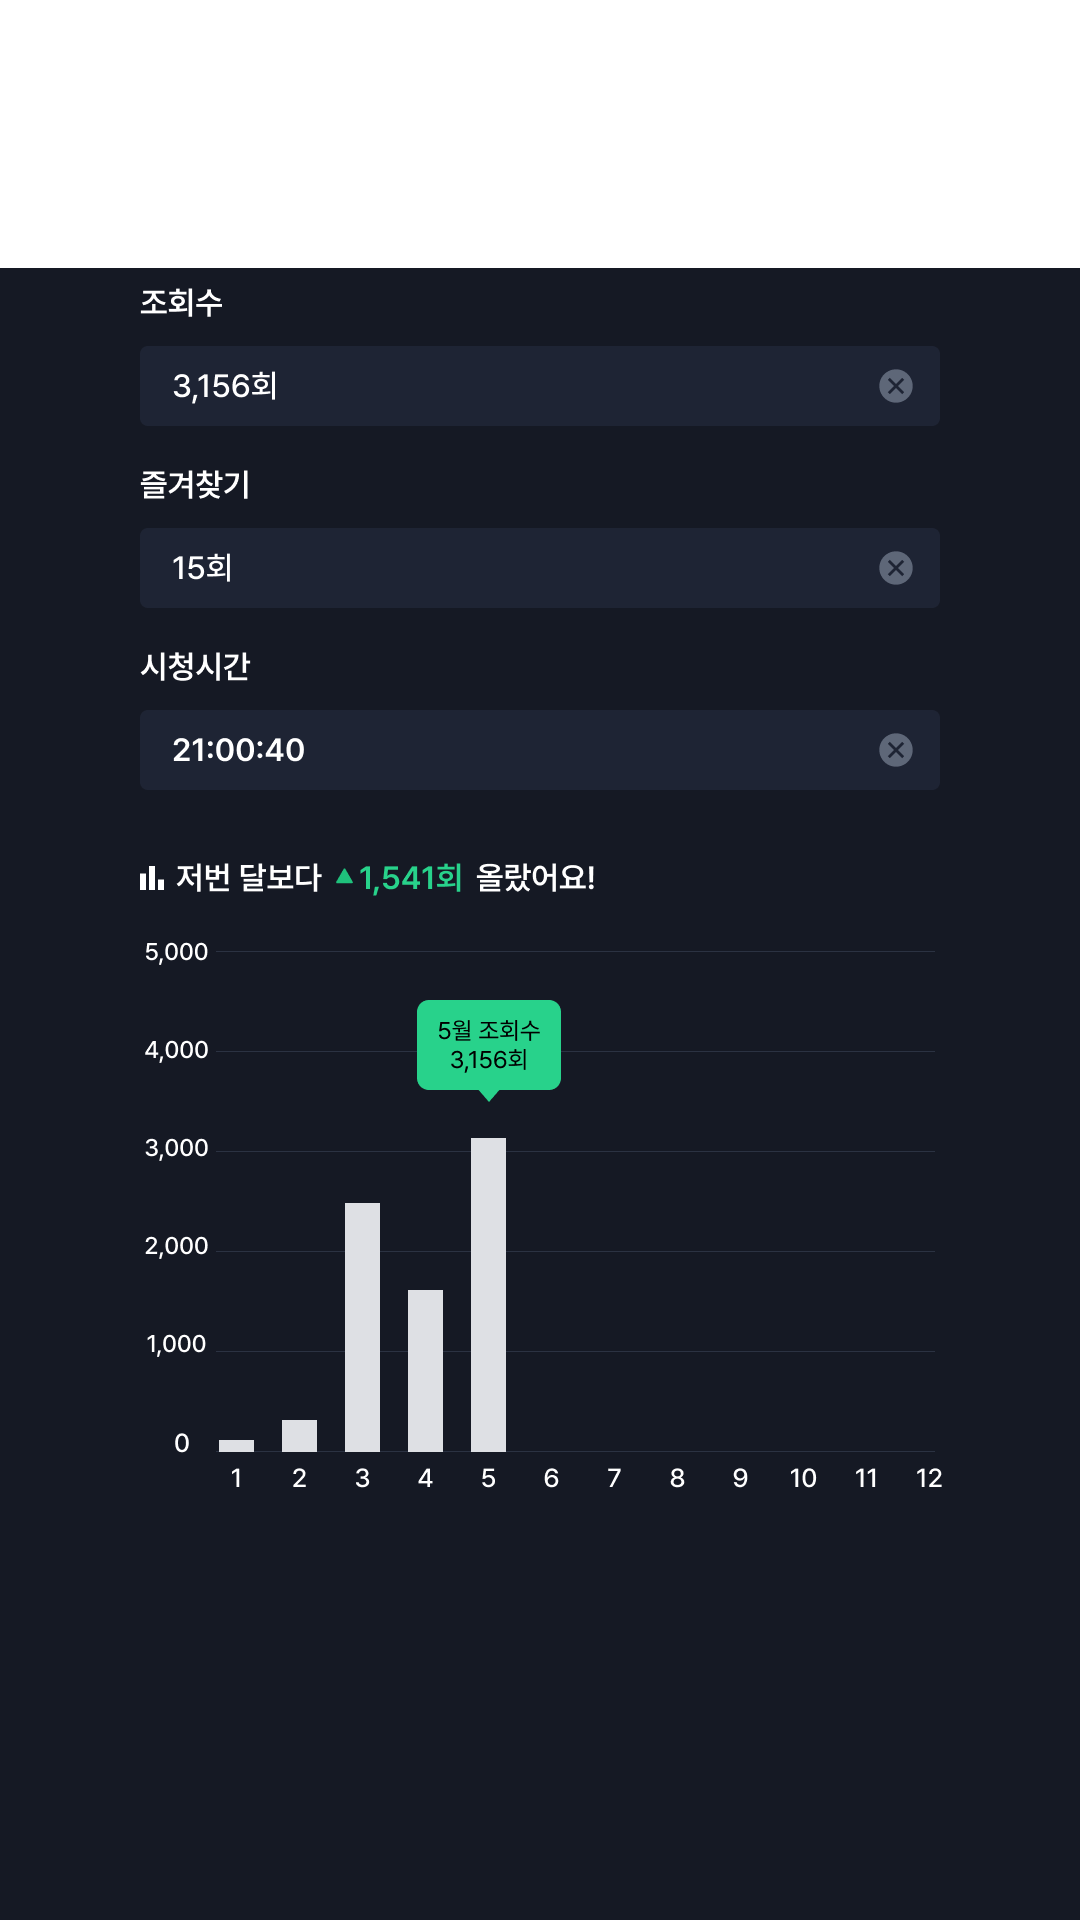 조회수
3,156회
즐겨찾기
15회
시청시간
21:00:40
저번 달보다 ▲1,541회 올랐어요!
5,000
5월 조회수
3,156회
4,000
3,000
2,000
1,000
0
1 2 3 4 5 6 7 8 9 10 11 12